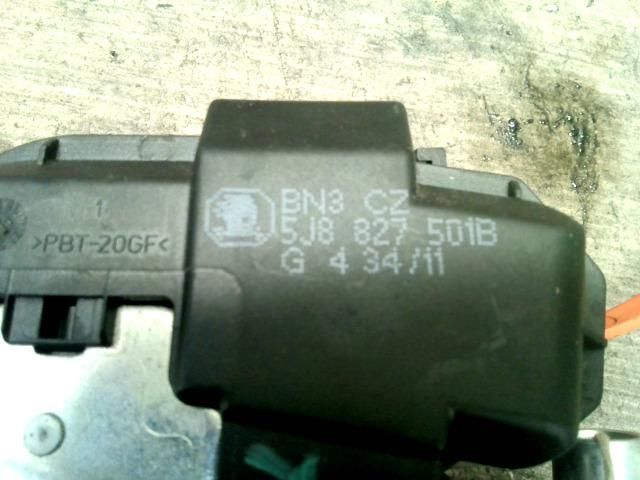 1
>PBT-20GF<
BN3 CZ
5J8 827 501B
G 4 34/11